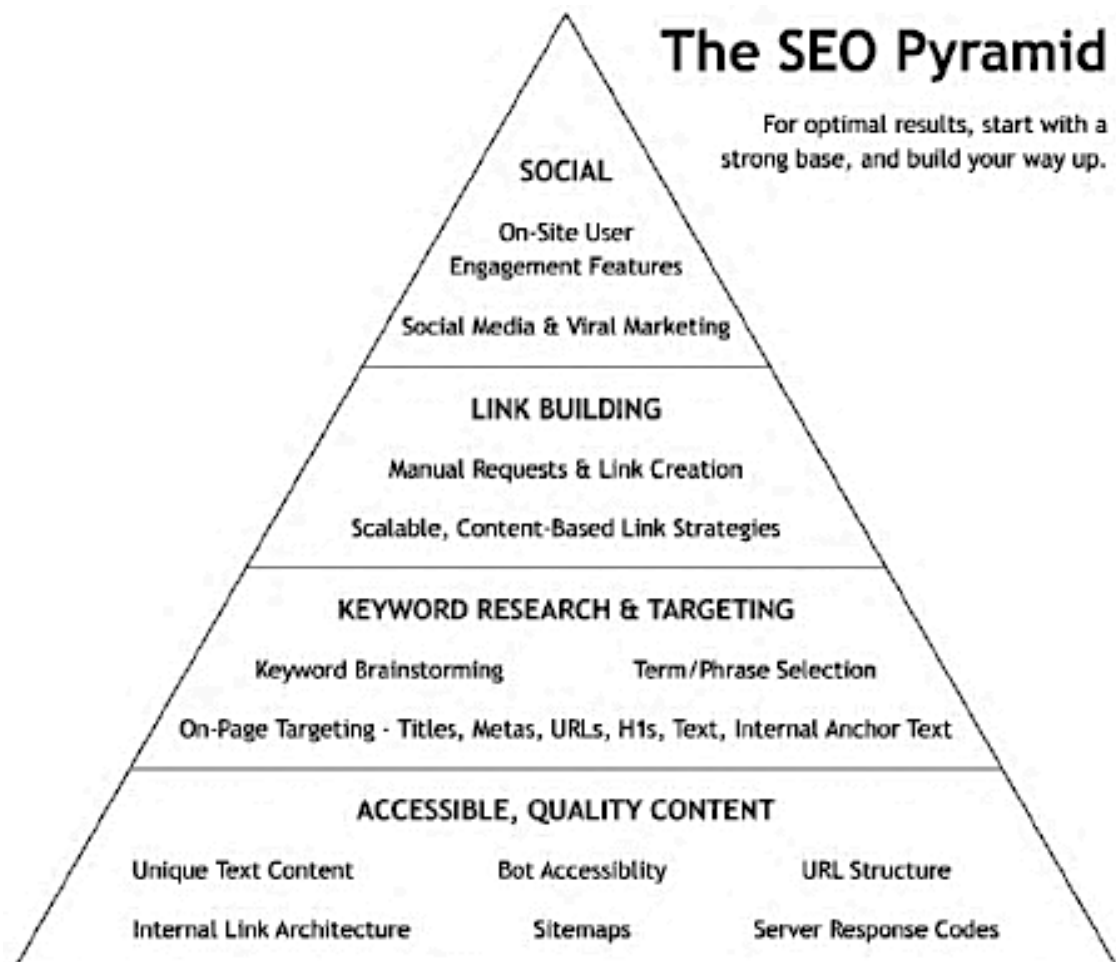 The SEO Pyramid
For optimal results, start with a
strong base, and build your way up.
SOCIAL
On-Site User
Engagement Features
Social Media & Viral Marketing
LINK BUILDING
Manual Requests & Link Creation
Scalable, Content-Based Link Strategies
KEYWORD RESEARCH & TARGETING
Keyword Brainstorming Term/Phrase Selection
On-Page Targeting - Titles, Metas, URLs, H1s, Text, Internal Anchor Text
ACCESSIBLE, QUALITY CONTENT
Unique Text Content Bot Accessiblity URL Structure
Internal Link Architecture Sitemaps Server Response Codes